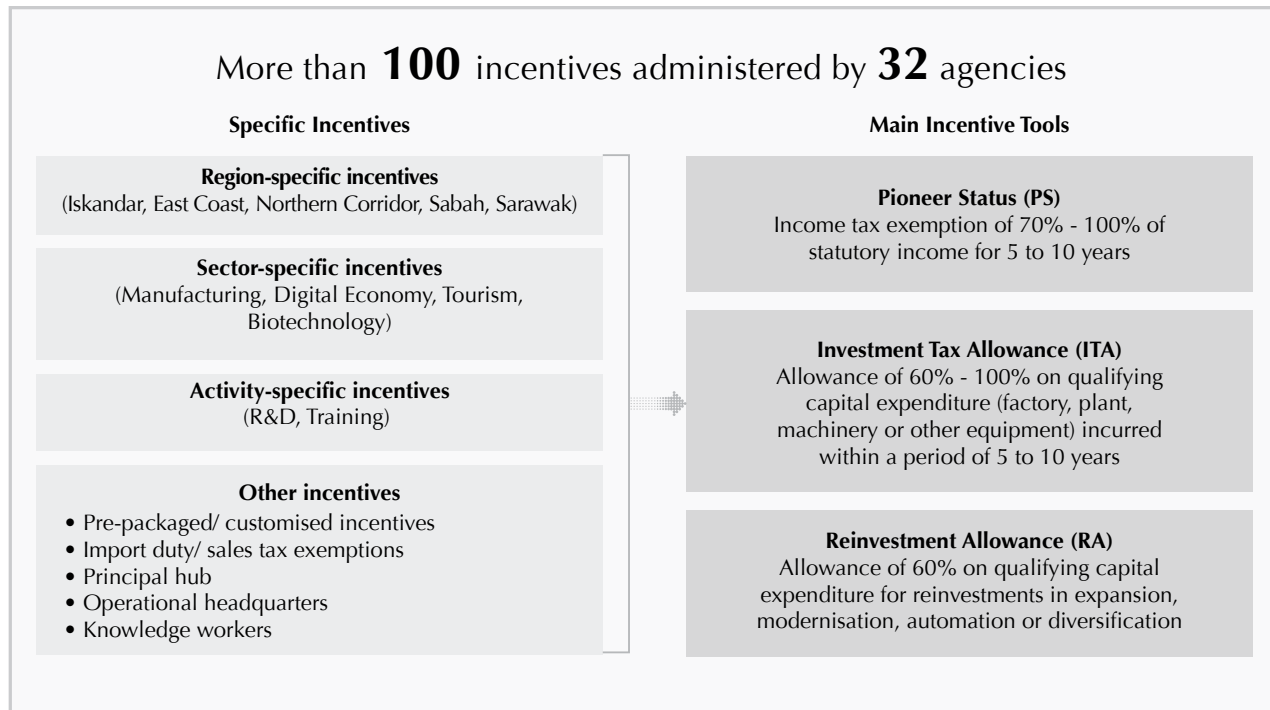 More than 100 incentives administered by 32 agencies
Specific Incentives
Region-specific incentives
(Iskandar, East Coast, Northern Corridor, Sabah, Sarawak)
Sector-specific incentives
(Manufacturing, Digital Economy, Tourism,
Biotechnology)
Activity-specific incentives
(R&D, Training)
Other incentives
• Pre-packaged/ customised incentives
• Import duty/ sales tax exemptions
• Principal hub
• Operational headquarters
• Knowledge workers
Main Incentive Tools
Pioneer Status (PS)
Income tax exemption of 70% - 100% of
statutory income for 5 to 10 years
Investment Tax Allowance (ITA)
Allowance of 60% - 100% on qualifying
capital expenditure (factory, plant,
machinery or other equipment) incurred
within a period of 5 to 10 years
Reinvestment Allowance (RA)
Allowance of 60% on qualifying capital
expenditure for reinvestments in expansion,
modernisation, automation or diversification